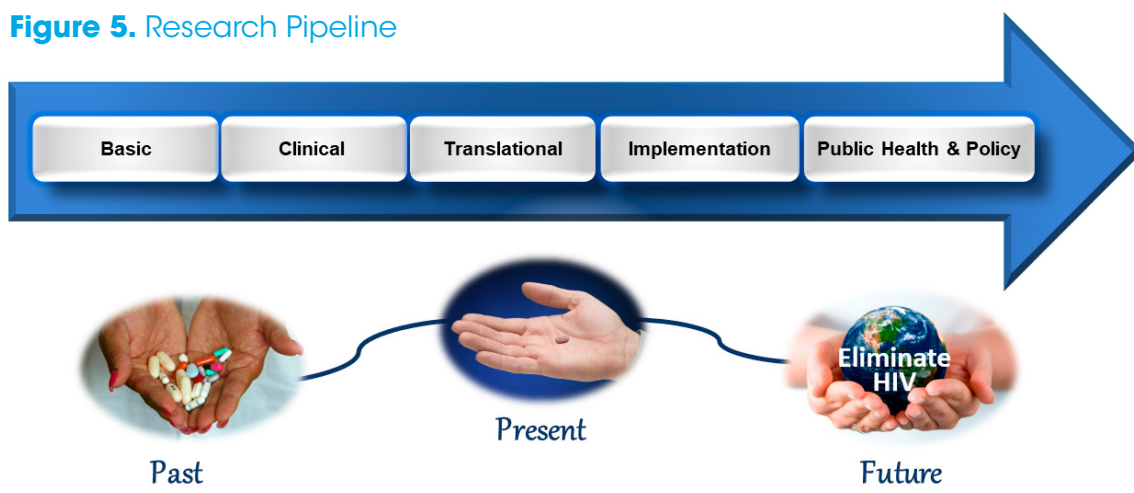 Figure 5. Research Pipeline
Basic
Clinical
Translational
Implementation
Public Health & Policy
Eliminate
HIV
Past
Present
Future